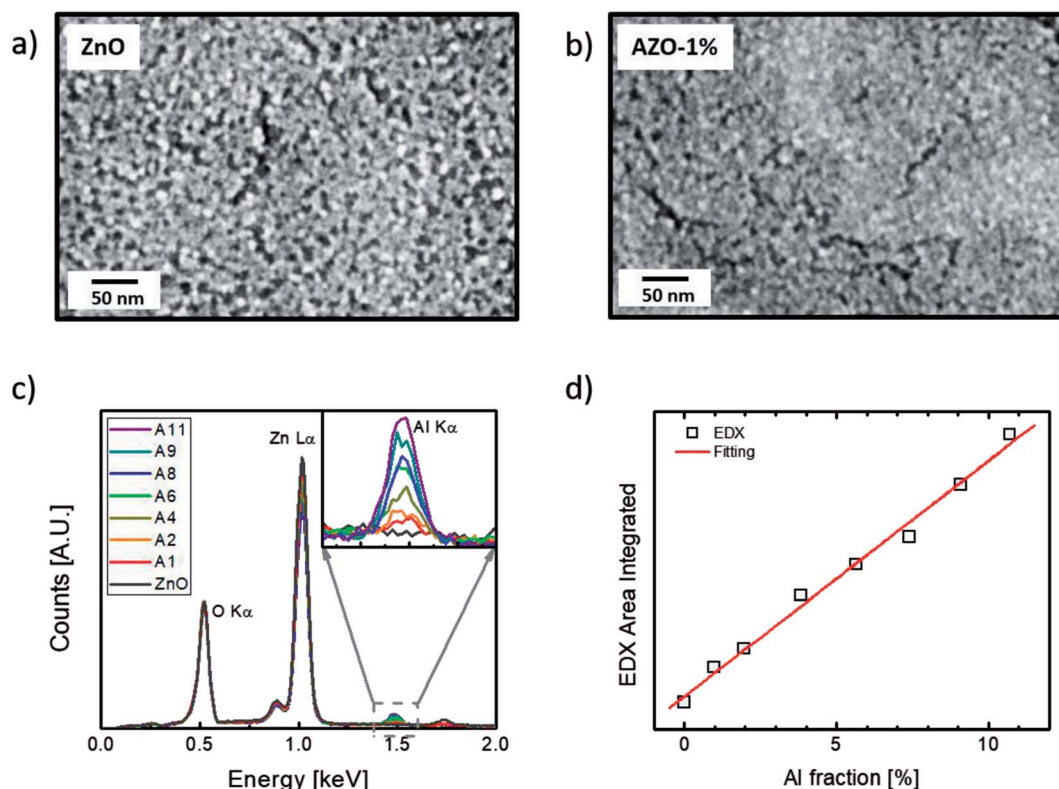 a)
ZnO
50 nm
b)
AZO-1%
50 nm
c)
Counts [A.U.]
A11
A9
A8
A6
A4
A2
A1
ZnO
O Kα
Zn Lα
Al Kα
0.0 0.5 1.0 1.5 2.0
Energy [keV]
d)
EDX Area Integrated
EDX
Fitting
0 5 10
Al fraction [%]